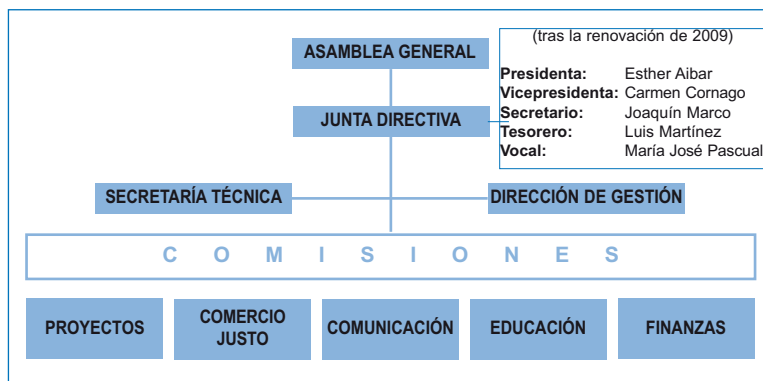 ASAMBLEA GENERAL
(tras la renovación de 2009)
Presidenta: Esther Aibar
Vicepresidenta: Carmen Cornago
Secretario: Joaquín Marco
Tesorero: Luis Martínez
Vocal: María José Pascual
JUNTA DIRECTIVA
SECRETARÍA TÉCNICA
DIRECCIÓN DE GESTIÓN
C O M I S I O N E S
PROYECTOS
COMERCIO
JUSTO
COMUNICACIÓN
EDUCACIÓN
FINANZAS